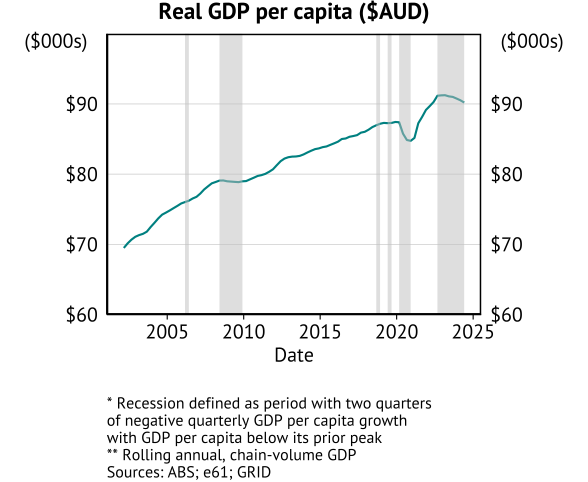 Real GDP per capita ($AUD)
($000s) ($000s)
$90 $90
$80 $80
$70 $70
$60 $60
2005 2010 2015 2020 2025
Date
* Recession defined as period with two quarters
of negative quarterly GDP per capita growth
with GDP per capita below its prior peak
** Rolling annual, chain-volume GDP
Sources: ABS; e61; GRID